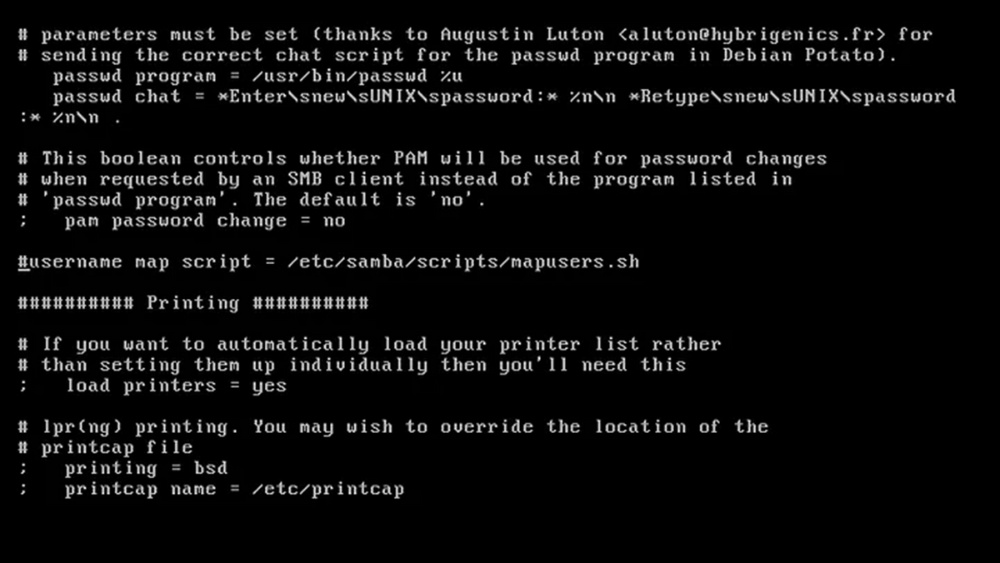 # parameters must be set (thanks to Augustin Luton <aluton@hybrigenics.fr> for
# sending the correct chat script for the passwd program in Debian Potato).
   passwd program = /usr/bin/passwd %u
   passwd chat = *Enter\snew\sUNIX\spassword:* %n\n *Retype\snew\sUNIX\spassword
:* %n\n .
# This boolean controls whether PAM will be used for password changes
# when requested by an SMB client instead of the program listed in
# 'passwd program'. The default is 'no'.
;   pam password change = no
#username map script = /etc/samba/scripts/mapusers.sh
########## Printing ##########
# If you want to automatically load your printer list rather
# than setting them up individually then you'll need this
;   load printers = yes
# lpr(ng) printing. You may wish to override the location of the
# printcap file
;   printing = bsd
;   printcap name = /etc/printcap